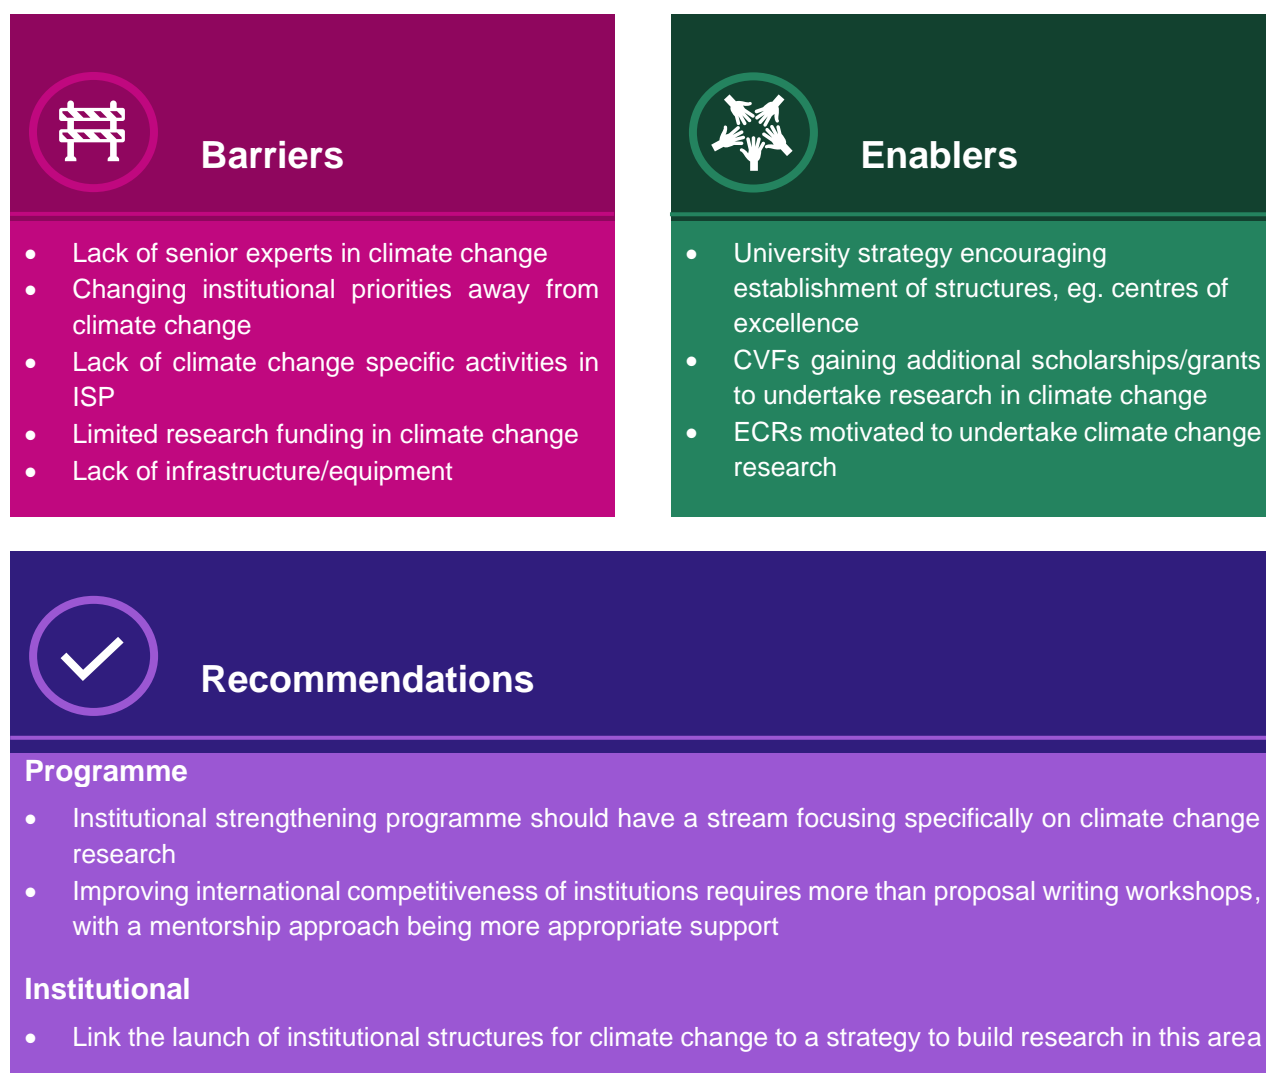 Barriers
• Lack of senior experts in climate change
• Changing institutional priorities away from
climate change
• Lack of climate change specific activities in
ISP
• Limited research funding in climate change
• Lack of infrastructure/equipment
Enablers
• University strategy encouraging
establishment of structures, eg. centres of
excellence
• CVFs gaining additional scholarships/grants
to undertake research in climate change
• ECRs motivated to undertake climate change
research
Recommendations
Programme
• Institutional strengthening programme should have a stream focusing specifically on climate change
research
• Improving international competitiveness of institutions requires more than proposal writing workshops,
with a mentorship approach being more appropriate support
Institutional
• Link the launch of institutional structures for climate change to a strategy to build research in this area